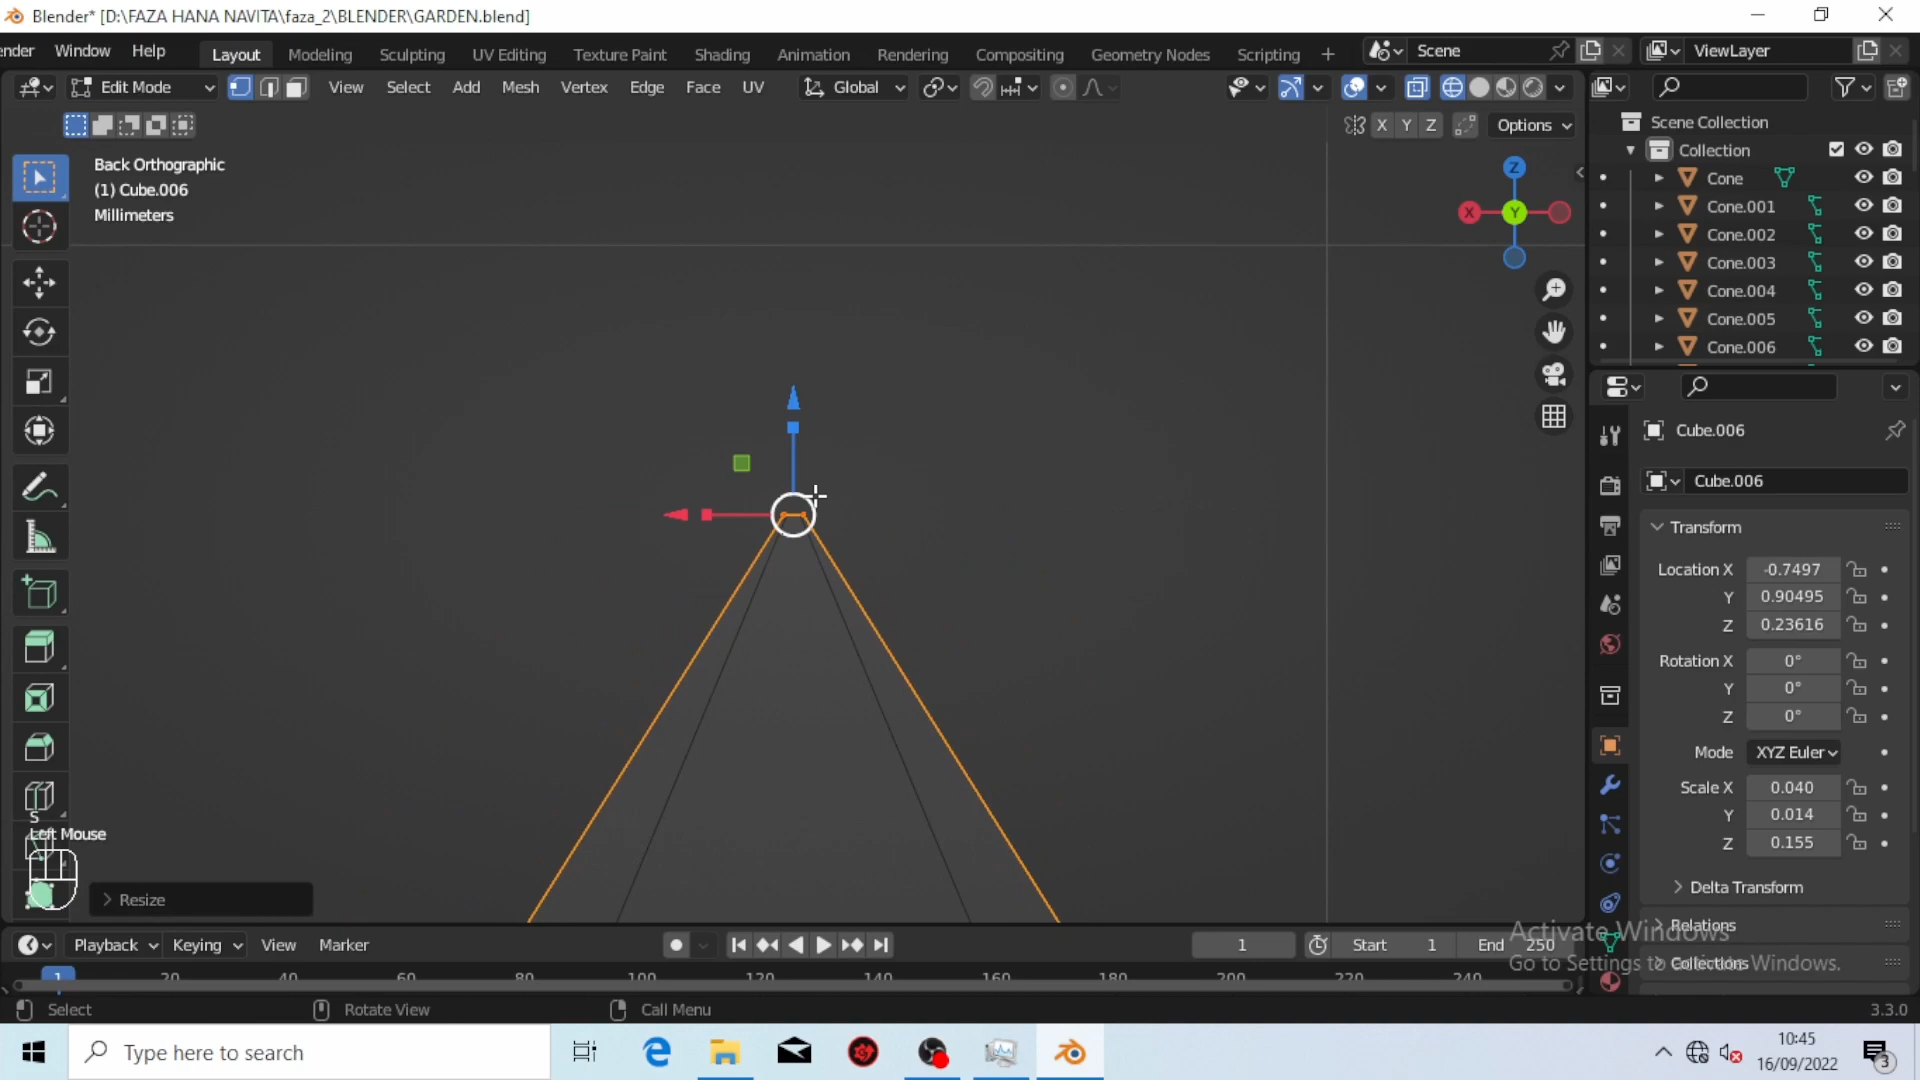 Blender* [D:\FAZA HANA NAVITA\faza_2\BLENDER\GARDEN.blend]
ender Window Help Layout Modeling Sculpting UV Editing Texture Paint Shading Animation Rendering Compositing Geometry Nodes Scripting + Scene ViewLayer
Edit Mode View Select Add Mesh Vertex Edge Face UV Global
X Y Z Options
Scene Collection
Collection
Back Orthographic
(1) Cube.006
Millimeters
Z
X
Y
Cone
Cone.001
Cone.002
Cone.003
Cone.004
Cone.005
Cone.006
Cube.006
Cube.006
Transform
Location X -0.7497
Y 0.90495
Z 0.23616
Rotation X 0°
Y 0°
Z 0°
Mode XYZ Euler
Scale X 0.040
Y 0.014
Z 0.155
Delta Transform
Relations
Collections
S
Left Mouse
Resize
Activate Windows
Go to Settings to activate Windows.
Playback Keying View Marker 1 Start 1 End 250
1 20 40 60 80 100 120 140 160 180 200 220 240
Select Rotate View Call Menu 3.3.0
Type here to search
10:45
16/09/2022
3